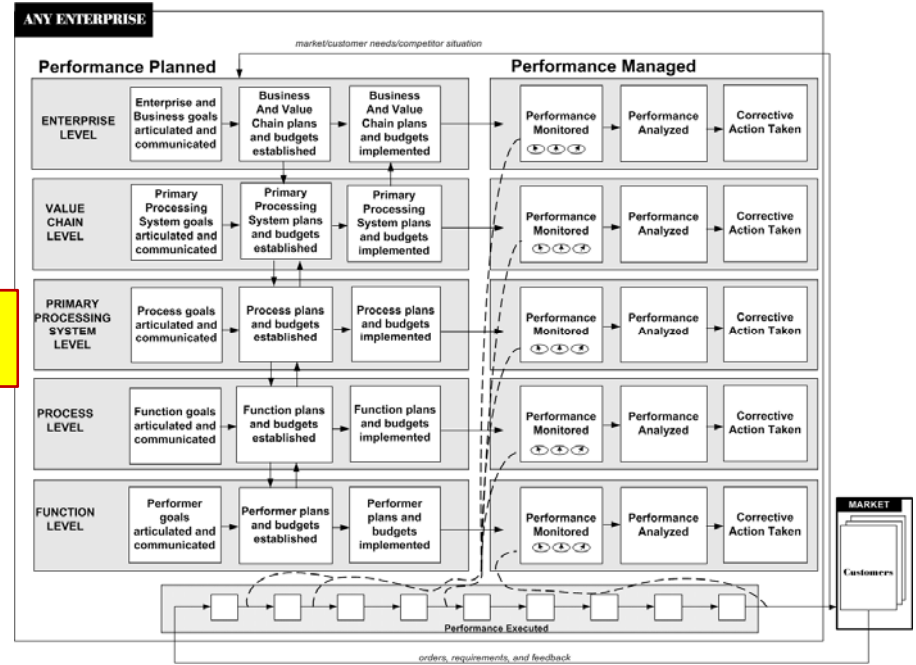 ANY ENTERPRISE
market/customer needs/competitor situation
Performance Planned
Performance Managed
ENTERPRISE
LEVEL
Enterprise and
Business goals
articulated and
communicated
Business
And Value
Chain plans
and budgets
established
Business
And Value
Chain plans
and budgets
implemented
Performance
Monitored
Performance
Analyzed
Corrective
Action Taken
VALUE
CHAIN
LEVEL
Primary
Processing
System goals
articulated and
communicated
Primary
Processing
System plans
and budgets
established
Primary
Processing
System plans
and budgets
implemented
Performance
Monitored
Performance
Analyzed
Corrective
Action Taken
PRIMARY
PROCESSING
SYSTEM
LEVEL
Process goals
articulated and
communicated
Process plans
and budgets
established
Process plans
and budgets
implemented
Performance
Monitored
Performance
Analyzed
Corrective
Action Taken
PROCESS
LEVEL
Function goals
articulated and
communicated
Function plans
and budgets
established
Function plans
and budgets
implemented
Performance
Monitored
Performance
Analyzed
Corrective
Action Taken
FUNCTION
LEVEL
Performer
goals
articulated and
communicated
Performer plans
and budgets
established
Performer
plans and
budgets
implemented
Performance
Monitored
Performance
Analyzed
Corrective
Action Taken
MARKET
Customers
Performance Executed
orders, requirements, and feedback